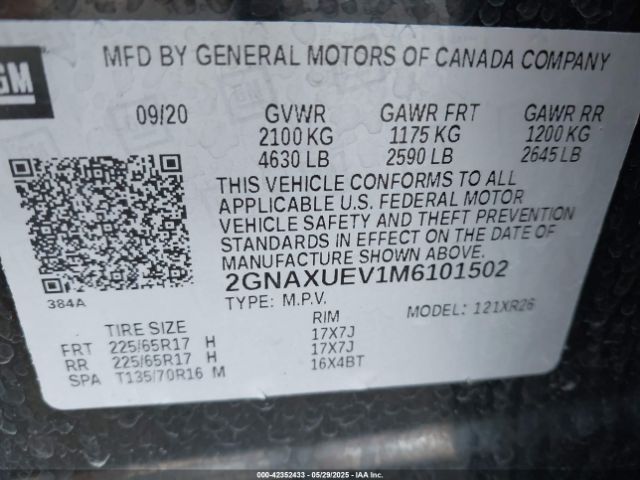 GM
MFD BY GENERAL MOTORS OF CANADA COMPANY
09/20 GVWR GAWR FRT GAWR RR
2100 KG 1175 KG 1200 KG
4630 LB 2590 LB 2645 LB
THIS VEHICLE CONFORMS TO ALL
APPLICABLE U.S. FEDERAL MOTOR
VEHICLE SAFETY AND THEFT PREVENTION
STANDARDS IN EFFECT ON THE DATE OF
MANUFACTURE SHOWN ABOVE.
2GNAXUEV1M6101502
384A
TYPE: M.P.V. MODEL: 121XR26
TIRE SIZE RIM
FRT 225/65R17 H 17X7J
RR 225/65R17 H 17X7J
SPA T135/70R16 M 16X4BT
000-42352433 - 05/29/2025 - IAA Inc.